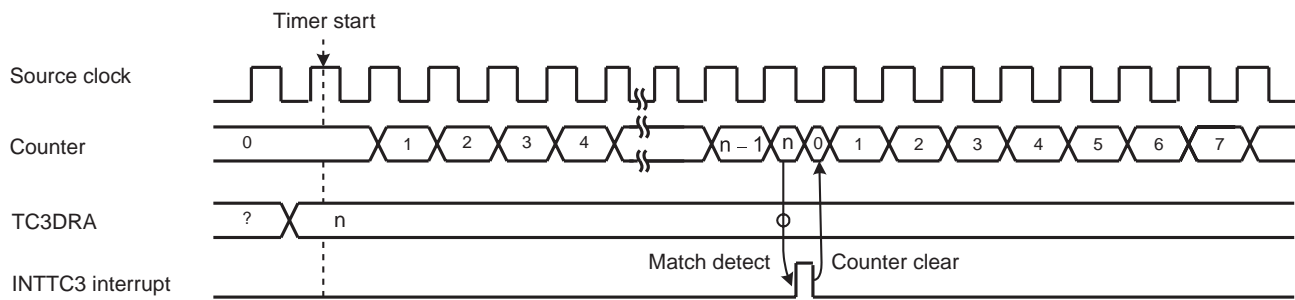 Timer start
Source clock
Counter 0 1 2 3 4 n – 1 n 0 1 2 3 4 5 6 7
TC3DRA ? n
Match detect Counter clear
INTTC3 interrupt